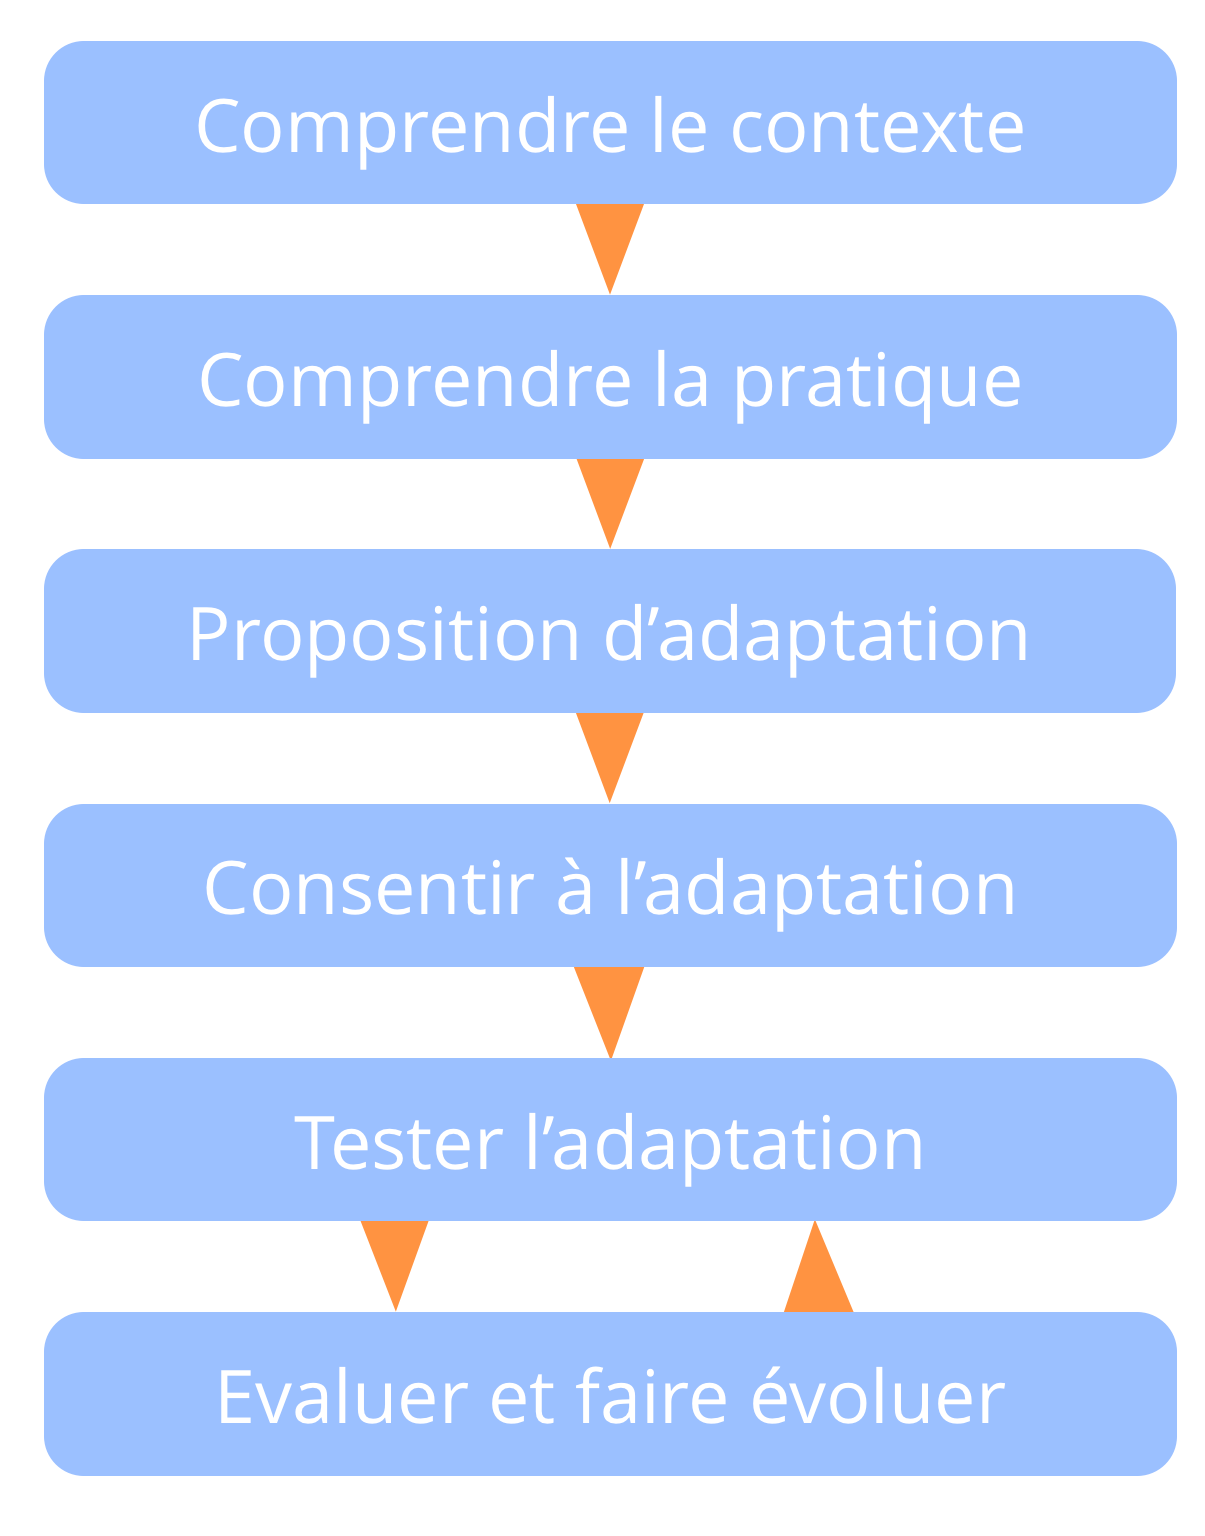 Comprendre le contexte
Comprendre la pratique
Proposition d’adaptation
Consentir à l’adaptation
Tester l’adaptation
Evaluer et faire évoluer